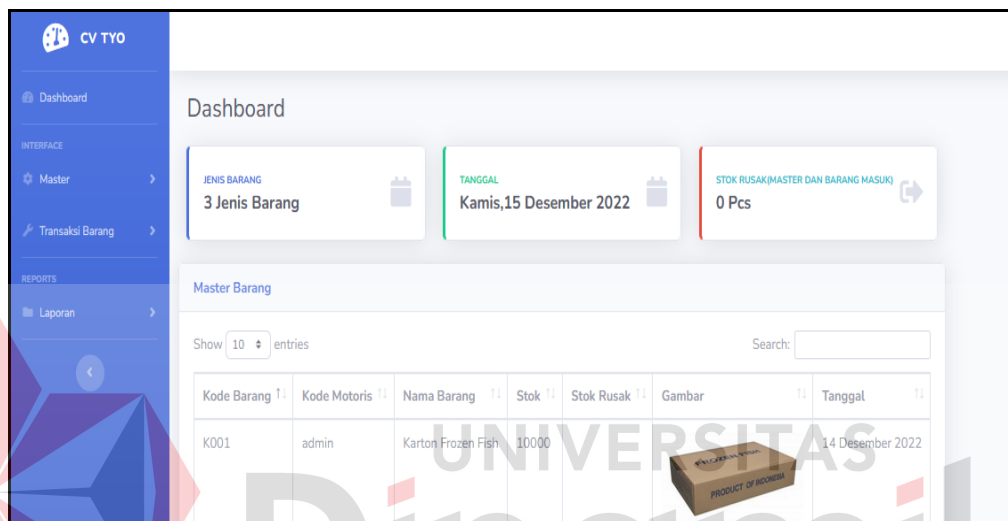 CV TYO
Dashboard
INTERFACE
Master
Transaksi Barang
REPORTS
Laporan
Dashboard
JENIS BARANG
3 Jenis Barang
TANGGAL
Kamis,15 Desember 2022
STOK RUSAK(MASTER DAN BARANG MASUK)
0 Pcs
Master Barang
Show 10 entries
Search:
Kode Barang Kode Motoris Nama Barang Stok Stok Rusak Gambar Tanggal
K001 admin Karton Frozen Fish 10000 14 Desember 2022
FROZEN FISH
PRODUCT OF INDONESIA
UNIVERSITAS